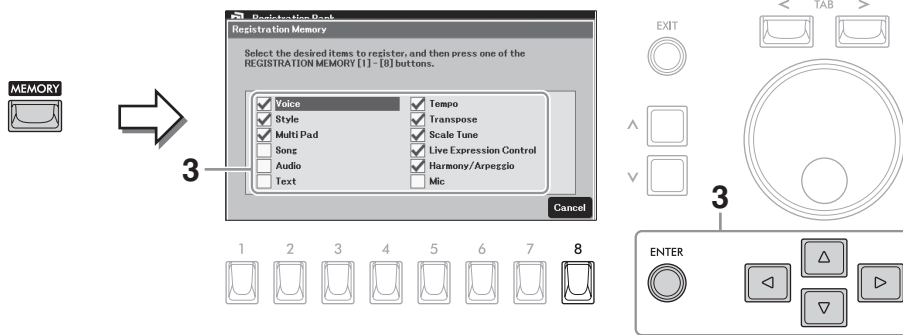 MEMORY
Registration Bank
Registration Memory
Select the desired items to register, and then press one of the
REGISTRATION MEMORY [1] - [8] buttons.
Voice
Style
Multi Pad
Song
Audio
Text
Tempo
Transpose
Scale Tune
Live Expression Control
Harmony/Arpeggio
Mic
Cancel
3
1 2 3 4 5 6 7 8
< TAB >
EXIT
3
ENTER